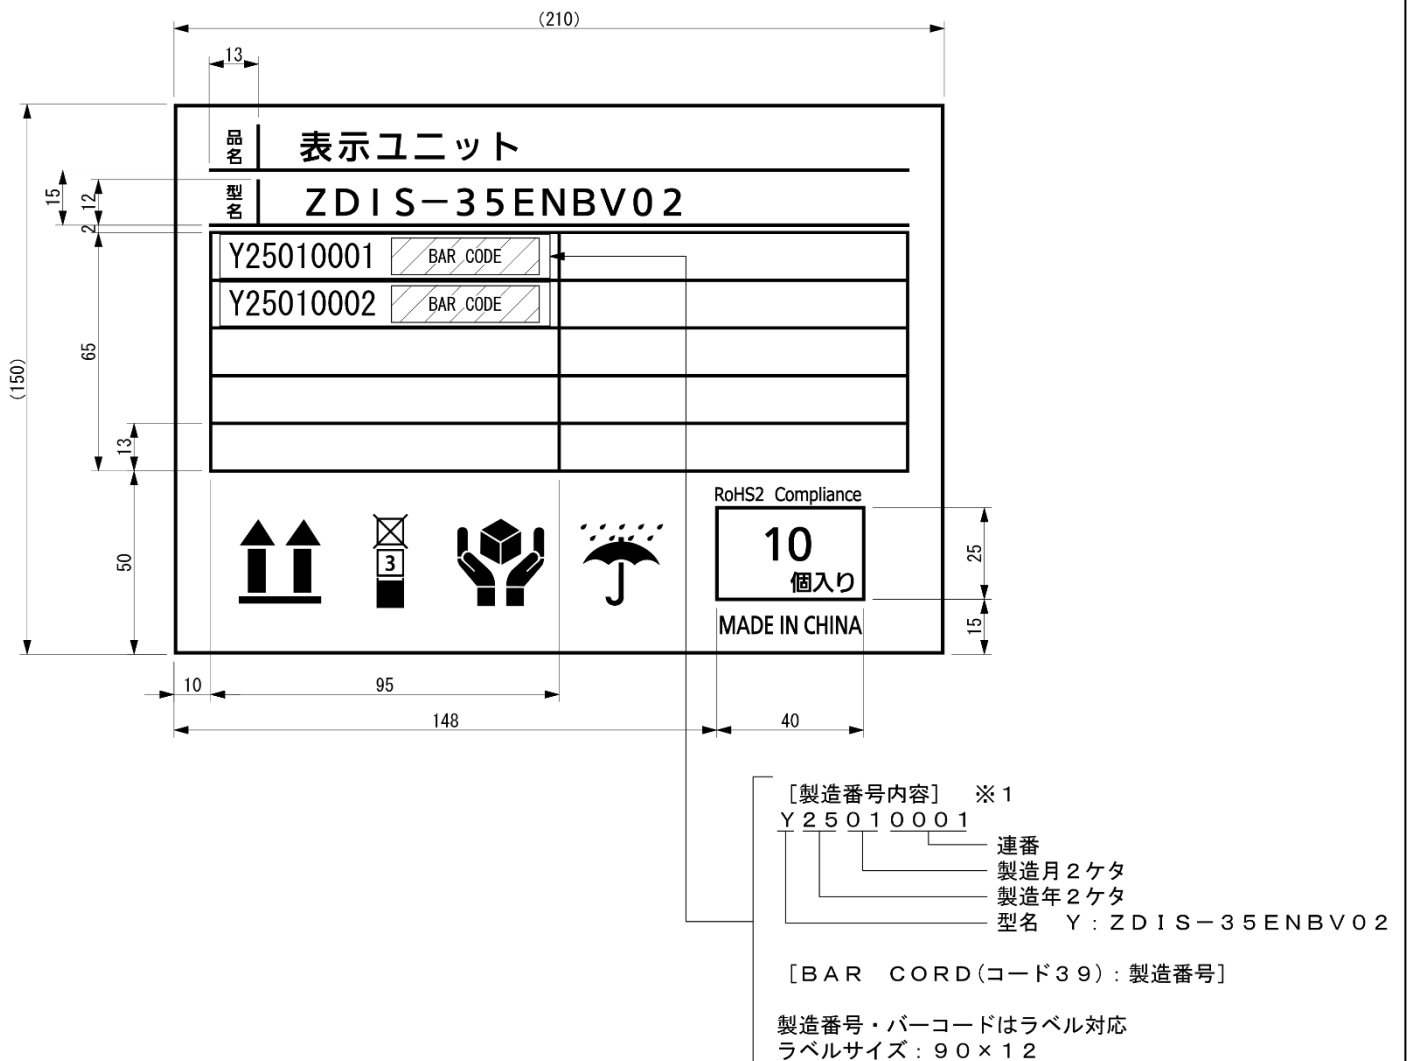 (210)
13
(150)
品名 表示ユニット
15
12
型名 ZDIS-35ENBV02
2
Y25010001 BAR CODE
Y25010002 BAR CODE
65
13
50
3
RoHS2 Compliance
10
個入り
25
MADE IN CHINA
15
10
95
148
40
[製造番号内容] ※1
Y25010001
連番
製造月2ケタ
製造年2ケタ
型名 Y:ZDIS-35ENBV02
[BAR CORD(コード39):製造番号]
製造番号・バーコードはラベル対応
ラベルサイズ:90×12